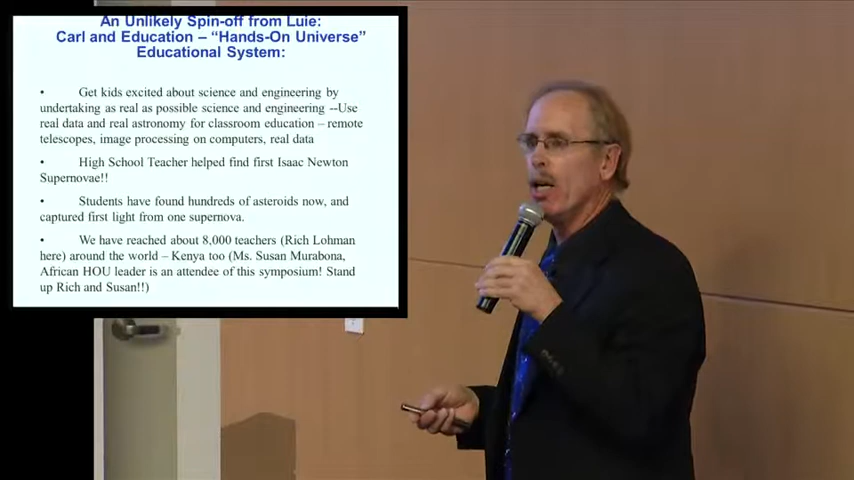 An Unlikely Spin-off from Luie:
Carl and Education – “Hands-On Universe”
Educational System:
• Get kids excited about science and engineering by
undertaking as real as possible science and engineering --Use
real data and real astronomy for classroom education – remote
telescopes, image processing on computers, real data
• High School Teacher helped find first Isaac Newton
Supernovae!!
• Students have found hundreds of asteroids now, and
captured first light from one supernova.
• We have reached about 8,000 teachers (Rich Lohman
here) around the world – Kenya too (Ms. Susan Murabona,
African HOU leader is an attendee of this symposium! Stand
up Rich and Susan!!)